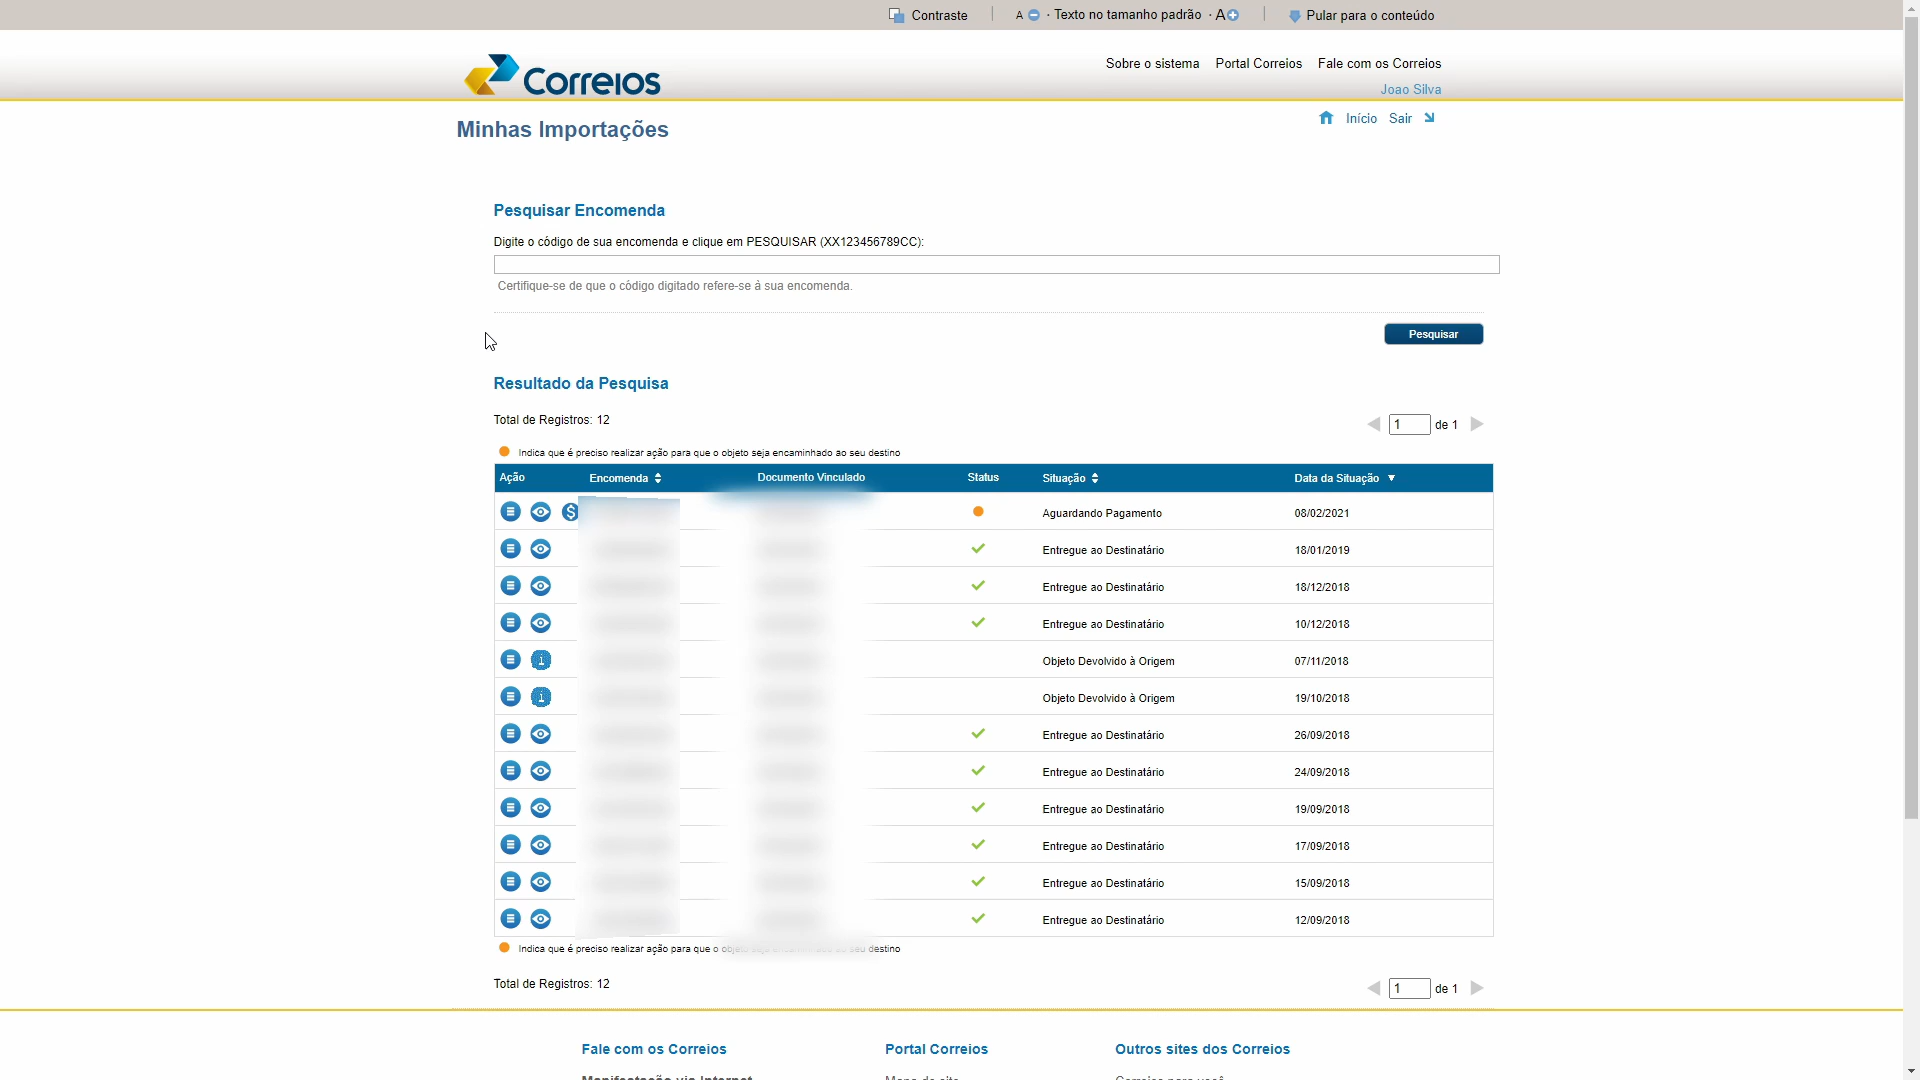 Contraste A · Texto no tamanho padrão · A Pular para o conteúdo
Correios
Sobre o sistema Portal Correios Fale com os Correios
Joao Silva
Minhas Importações
Início Sair
Pesquisar Encomenda
Digite o código de sua encomenda e clique em PESQUISAR (XX123456789CC):
Certifique-se de que o código digitado refere-se à sua encomenda.
Pesquisar
Resultado da Pesquisa
Total de Registros: 12
1 de 1
Indica que é preciso realizar ação para que o objeto seja encaminhado ao seu destino
Ação Encomenda Documento Vinculado Status Situação Data da Situação
Aguardando Pagamento 08/02/2021
Entregue ao Destinatário 18/01/2019
Entregue ao Destinatário 18/12/2018
Entregue ao Destinatário 10/12/2018
Objeto Devolvido à Origem 07/11/2018
Objeto Devolvido à Origem 19/10/2018
Entregue ao Destinatário 26/09/2018
Entregue ao Destinatário 24/09/2018
Entregue ao Destinatário 19/09/2018
Entregue ao Destinatário 17/09/2018
Entregue ao Destinatário 15/09/2018
Entregue ao Destinatário 12/09/2018
Indica que é preciso realizar ação para que o destino
Total de Registros: 12
1 de 1
Fale com os Correios Portal Correios Outros sites dos Correios